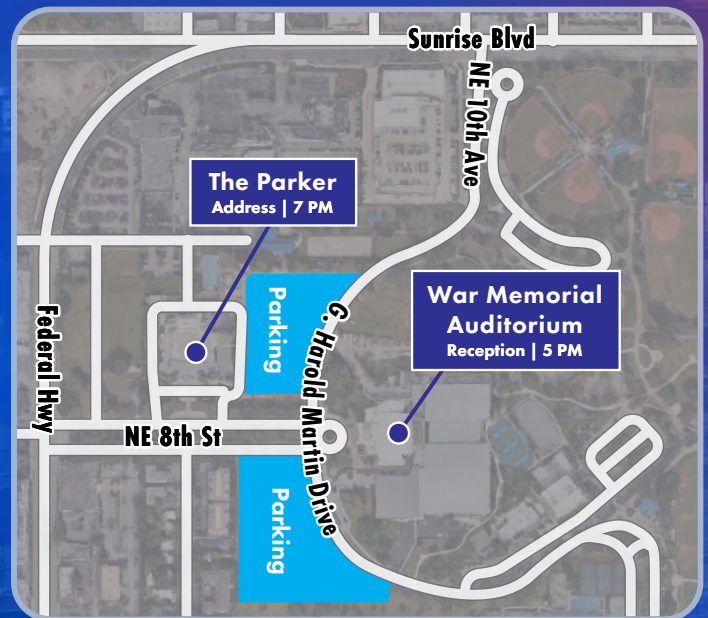 Sunrise Blvd
NE 10th Ave
The Parker
Address | 7 PM
War Memorial
Auditorium
Reception | 5 PM
Parking
G. Harold Martin Drive
Federal Hwy
NE 8th St
Parking